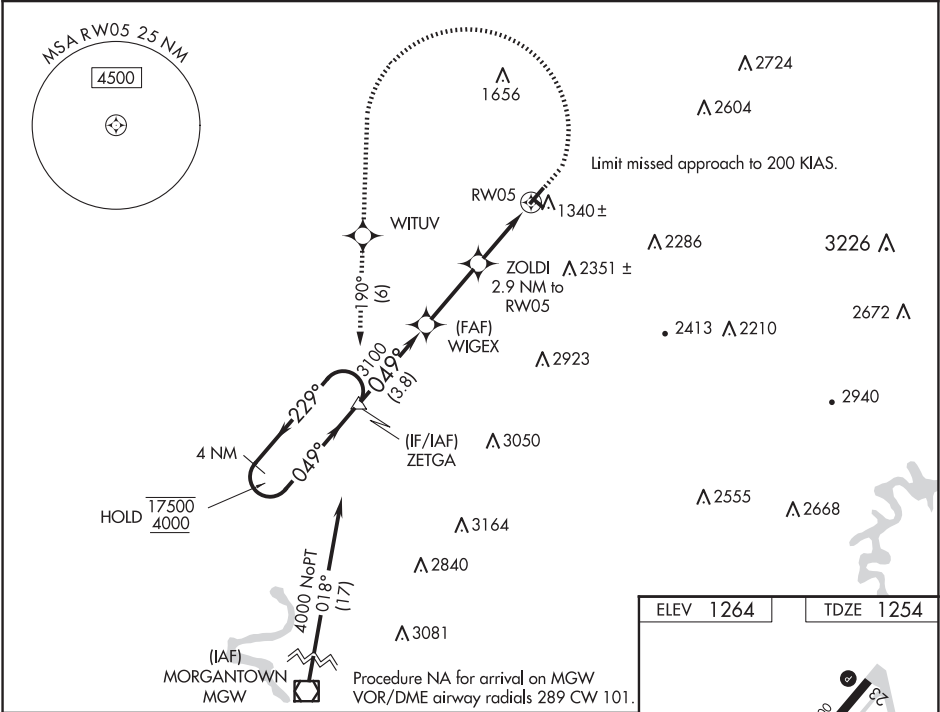 MSA RW05 25 NM
4500
1656
2724
2604
Limit missed approach to 200 KIAS.
RW05
1340 ±
WITUV
2286
3226
ZOLDI
2.9 NM to
RW05
2351 ±
190°
(6)
2672
(FAF)
WIGEX
2413
2210
3100
049°
(3.8)
2923
2940
229°
049°
4 NM
(IF/IAF)
ZETGA
3050
HOLD
17500
4000
2555
2668
3164
2840
4000 NoPT
018°
(17)
3081
ELEV 1264
TDZE 1254
(IAF)
MORGANTOWN
MGW
Procedure NA for arrival on MGW
VOR/DME airway radials 289 CW 101.
P
23